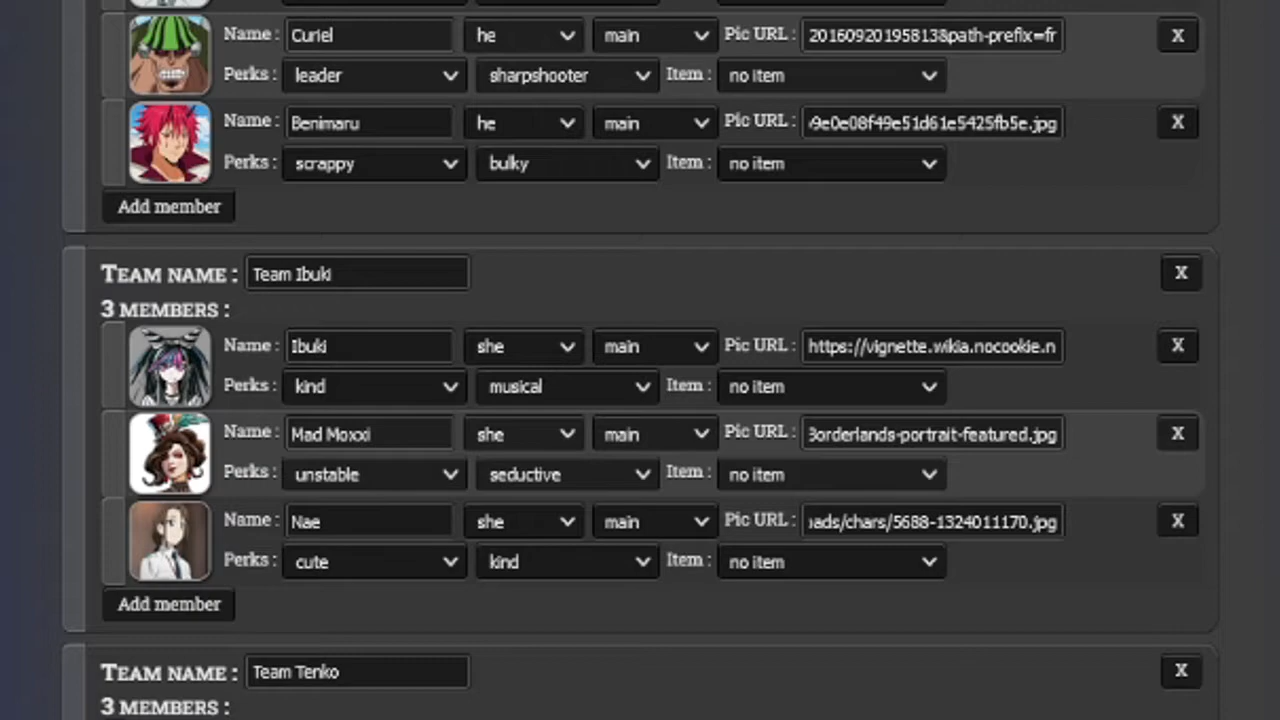 Name : Curiel he main Pic URL : 20160920195813&path-prefix=fr X
Perks : leader sharpshooter Item : no item
Name : Benimaru he main Pic URL : 9e0e08f49e51d61e5425fb5e.jpg X
Perks : scrappy bulky Item : no item
Add member
TEAM NAME : Team Ibuki X
3 MEMBERS :
Name : Ibuki she main Pic URL : https://vignette.wikia.nocookie.n X
Perks : kind musical Item : no item
Name : Mad Moxxi she main Pic URL : Borderlands-portrait-featured.jpg X
Perks : unstable seductive Item : no item
Name : Nae she main Pic URL : ads/chars/5688-1324011170.jpg X
Perks : cute kind Item : no item
Add member
TEAM NAME : Team Tenko X
3 MEMBERS :